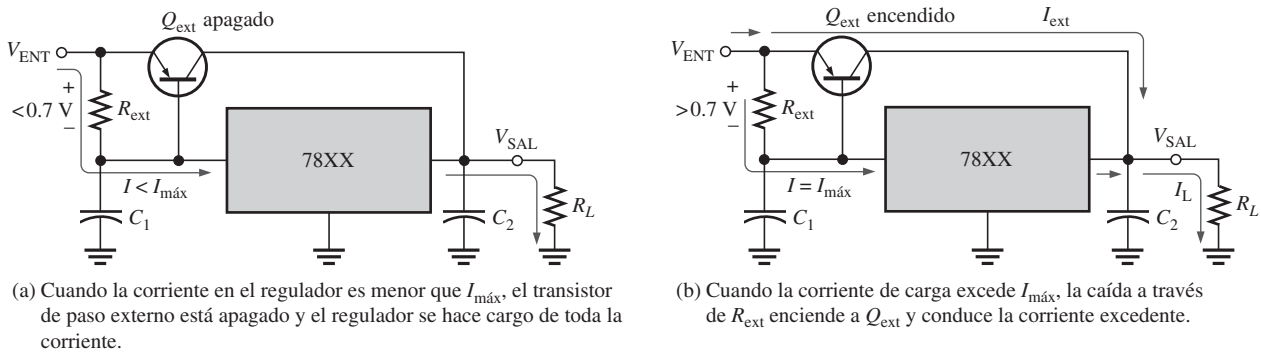 Q_ext apagado
V_ENT
+
<0.7 V
–
R_ext
78XX
V_SAL
I < I_máx
C_1
C_2
R_L
(a) Cuando la corriente en el regulador es menor que I_máx, el transistor
de paso externo está apagado y el regulador se hace cargo de toda la
corriente.
Q_ext encendido
I_ext
V_ENT
+
>0.7 V
–
R_ext
78XX
V_SAL
I = I_máx
I_L
C_1
C_2
R_L
(b) Cuando la corriente de carga excede I_máx, la caída a través
de R_ext enciende a Q_ext y conduce la corriente excedente.